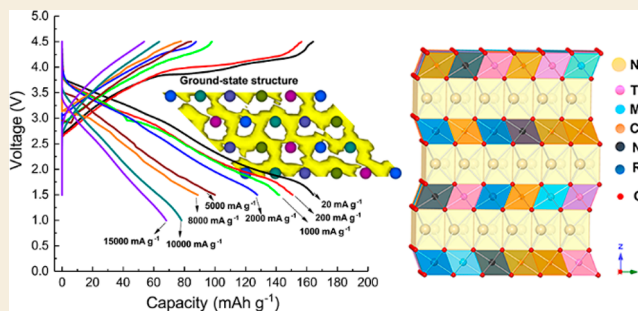 5.0
4.5
4.0
3.5
3.0
2.5
2.0
1.5
1.0
0.5
0.0
Voltage (V)
Ground-state structure
20 mA g⁻¹
200 mA g⁻¹
1000 mA g⁻¹
2000 mA g⁻¹
5000 mA g⁻¹
8000 mA g⁻¹
10000 mA g⁻¹
15000 mA g⁻¹
0 20 40 60 80 100 120 140 160 180 200
Capacity (mAh g⁻¹)
N
T
M
C
N
R
z